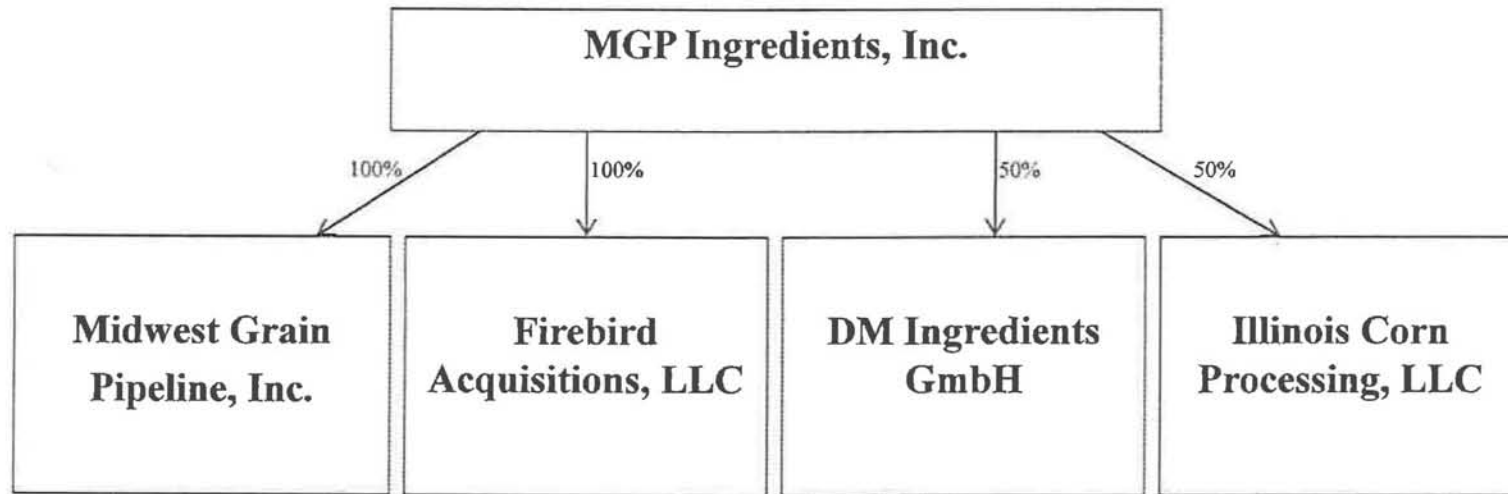 MGP Ingredients, Inc.
100%
100%
50%
50%
Midwest Grain
Pipeline, Inc.
Firebird
Acquisitions, LLC
DM Ingredients
GmbH
Illinois Corn
Processing, LLC